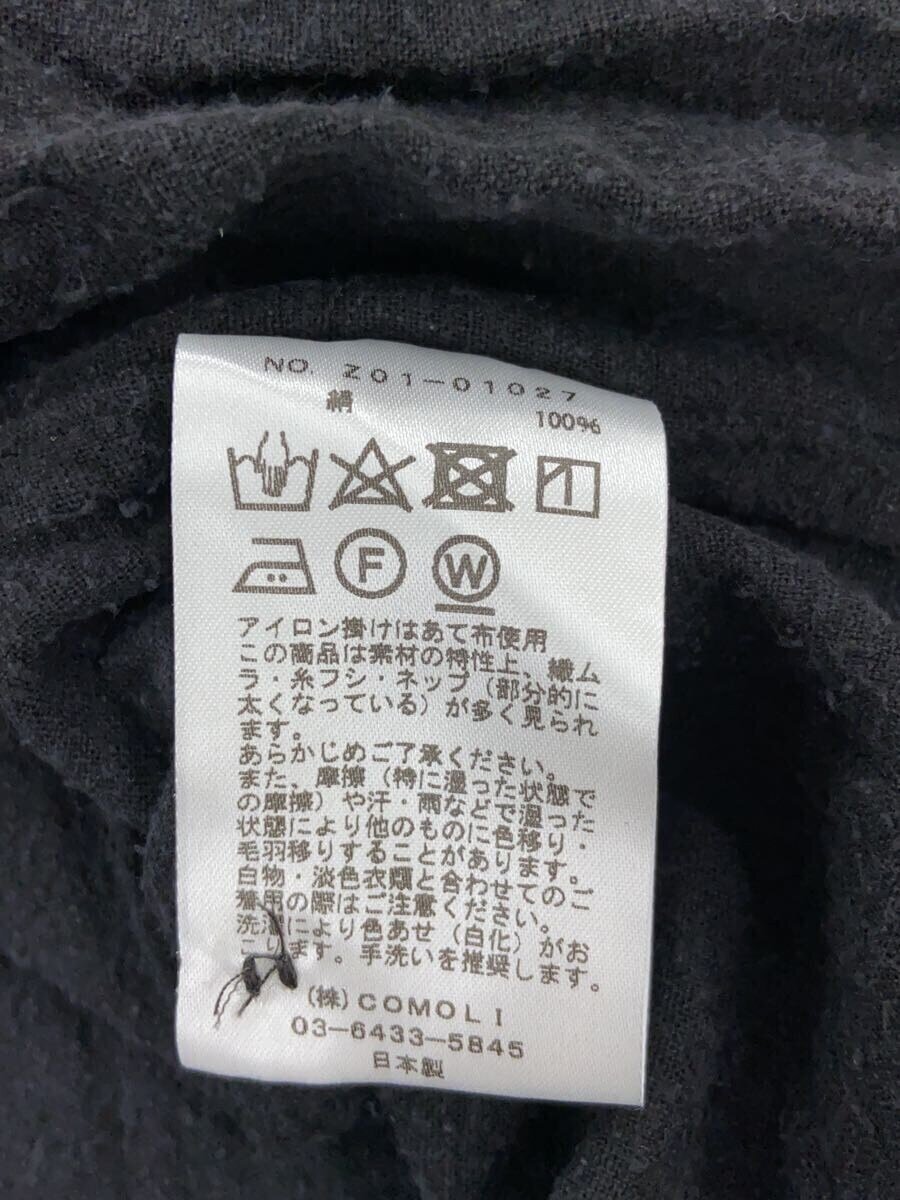 NO. Z01-01027
絹 100%
F W
アイロン掛けはあて布使用
この商品は素材の特性上、織ム
ラ・糸フシ・ネップ(部分的に
太くなっている)が多く見られ
ます。
あらかじめご了承ください。
また、摩擦(特に湿った状態で
の摩擦)や汗・雨などで湿った
状態により他のものに色移り・
毛羽移りすることがあります。
白物・淡色衣類と合わせてのご
着用の際はご注意ください。
洗濯により色あせ(白化)がお
こります。手洗いを推奨します。
(株)COMOLI
03-6433-5845
日本製